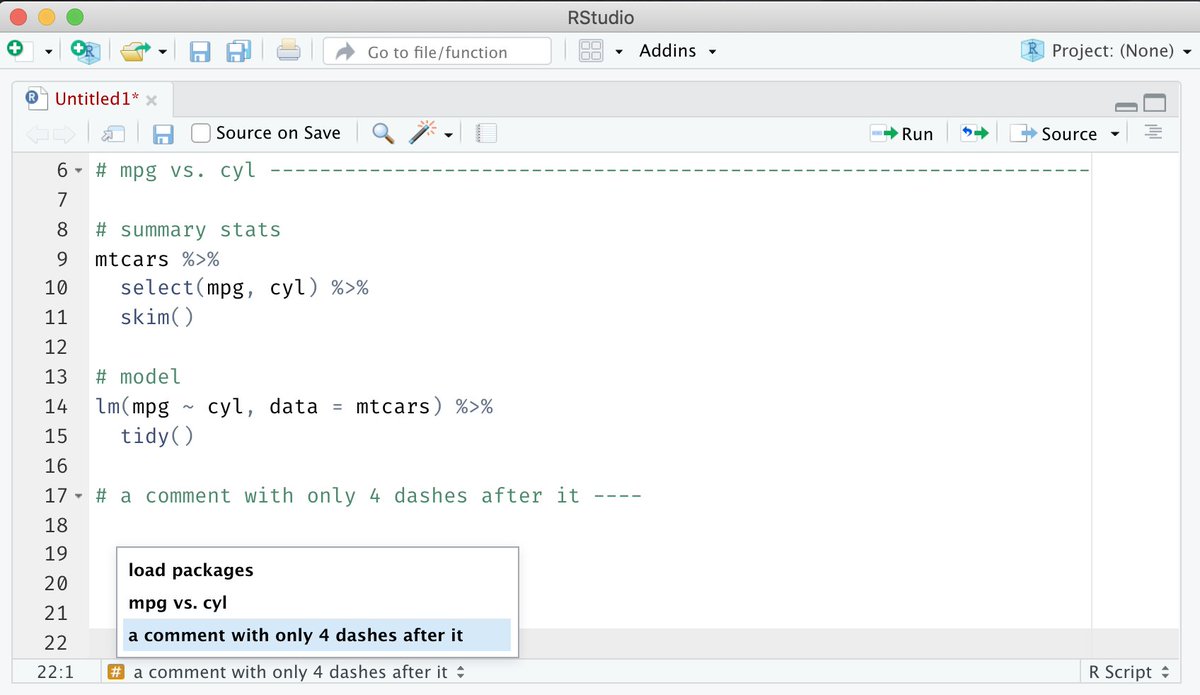 RStudio
Go to file/function
Addins
Project: (None)
Untitled1*
Source on Save
Run
Source
6 # mpg vs. cyl ------------------------------------------------------------------
7
8 # summary stats
9 mtcars %>%
10 select(mpg, cyl) %>%
11 skim()
12
13 # model
14 lm(mpg ~ cyl, data = mtcars) %>%
15 tidy()
16
17 # a comment with only 4 dashes after it ----
18
19
20
21
22
load packages
mpg vs. cyl
a comment with only 4 dashes after it
22:1 # a comment with only 4 dashes after it
R Script